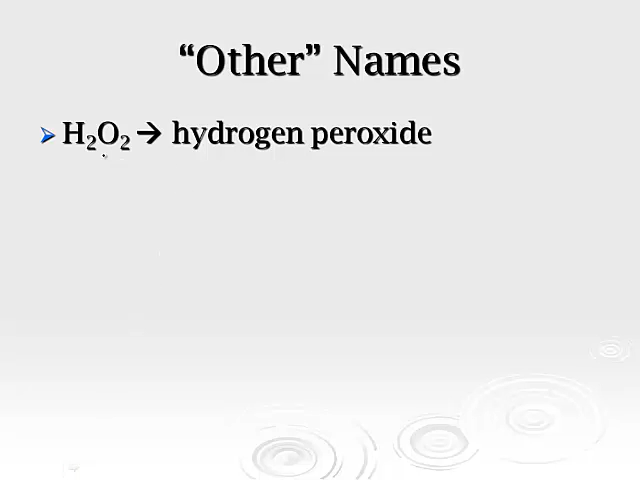 “Other” Names
H₂O₂ → hydrogen peroxide